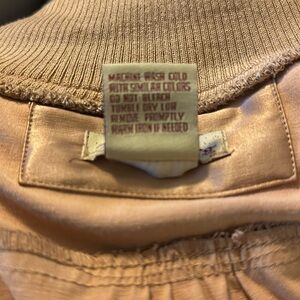 MACHINE WASH COLD
WITH SIMILAR COLORS
DO NOT BLEACH
TUMBLE DRY LOW
REMOVE PROMPTLY
WARM IRON IF NEEDED